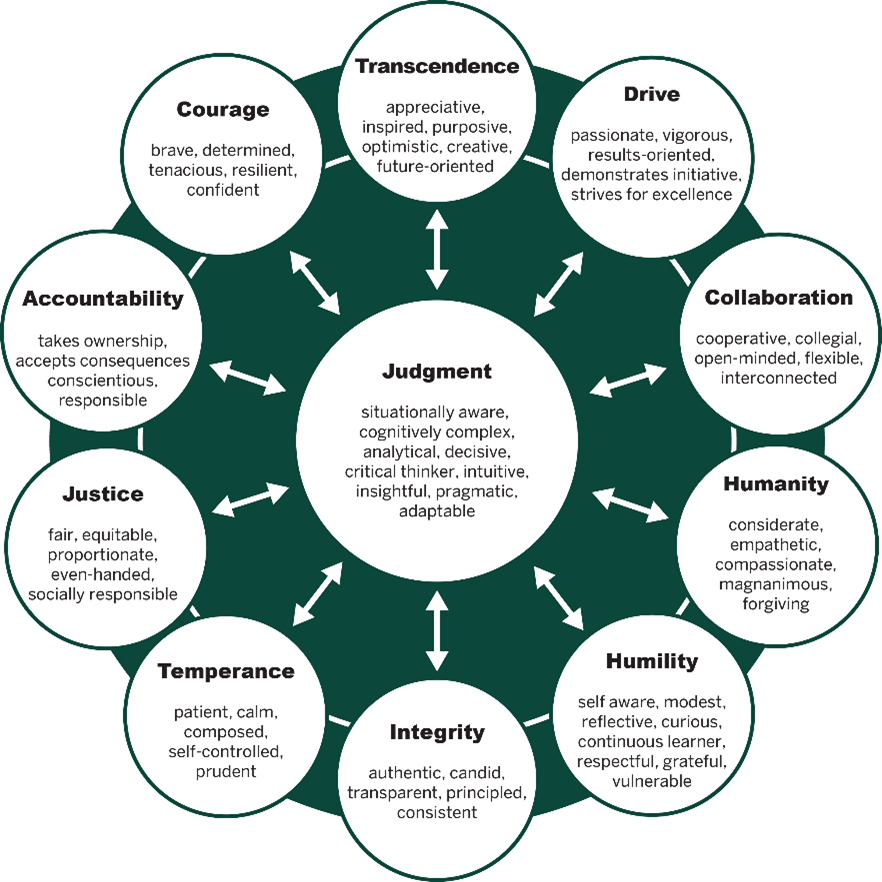 Transcendence
appreciative,
inspired, purposive,
optimistic, creative,
future-oriented
Drive
passionate, vigorous,
results-oriented,
demonstrates initiative,
strives for excellence
Collaboration
cooperative, collegial,
open-minded, flexible,
interconnected
Humanity
considerate,
empathetic,
compassionate,
magnanimous,
forgiving
Humility
self aware, modest,
reflective, curious,
continuous learner,
respectful, grateful,
vulnerable
Integrity
authentic, candid,
transparent, principled,
consistent
Temperance
patient, calm,
composed,
self-controlled,
prudent
Justice
fair, equitable,
proportionate,
even-handed,
socially responsible
Accountability
takes ownership,
accepts consequences
conscientious,
responsible
Courage
brave, determined,
tenacious, resilient,
confident
Judgment
situationally aware,
cognitively complex,
analytical, decisive,
critical thinker, intuitive,
insightful, pragmatic,
adaptable